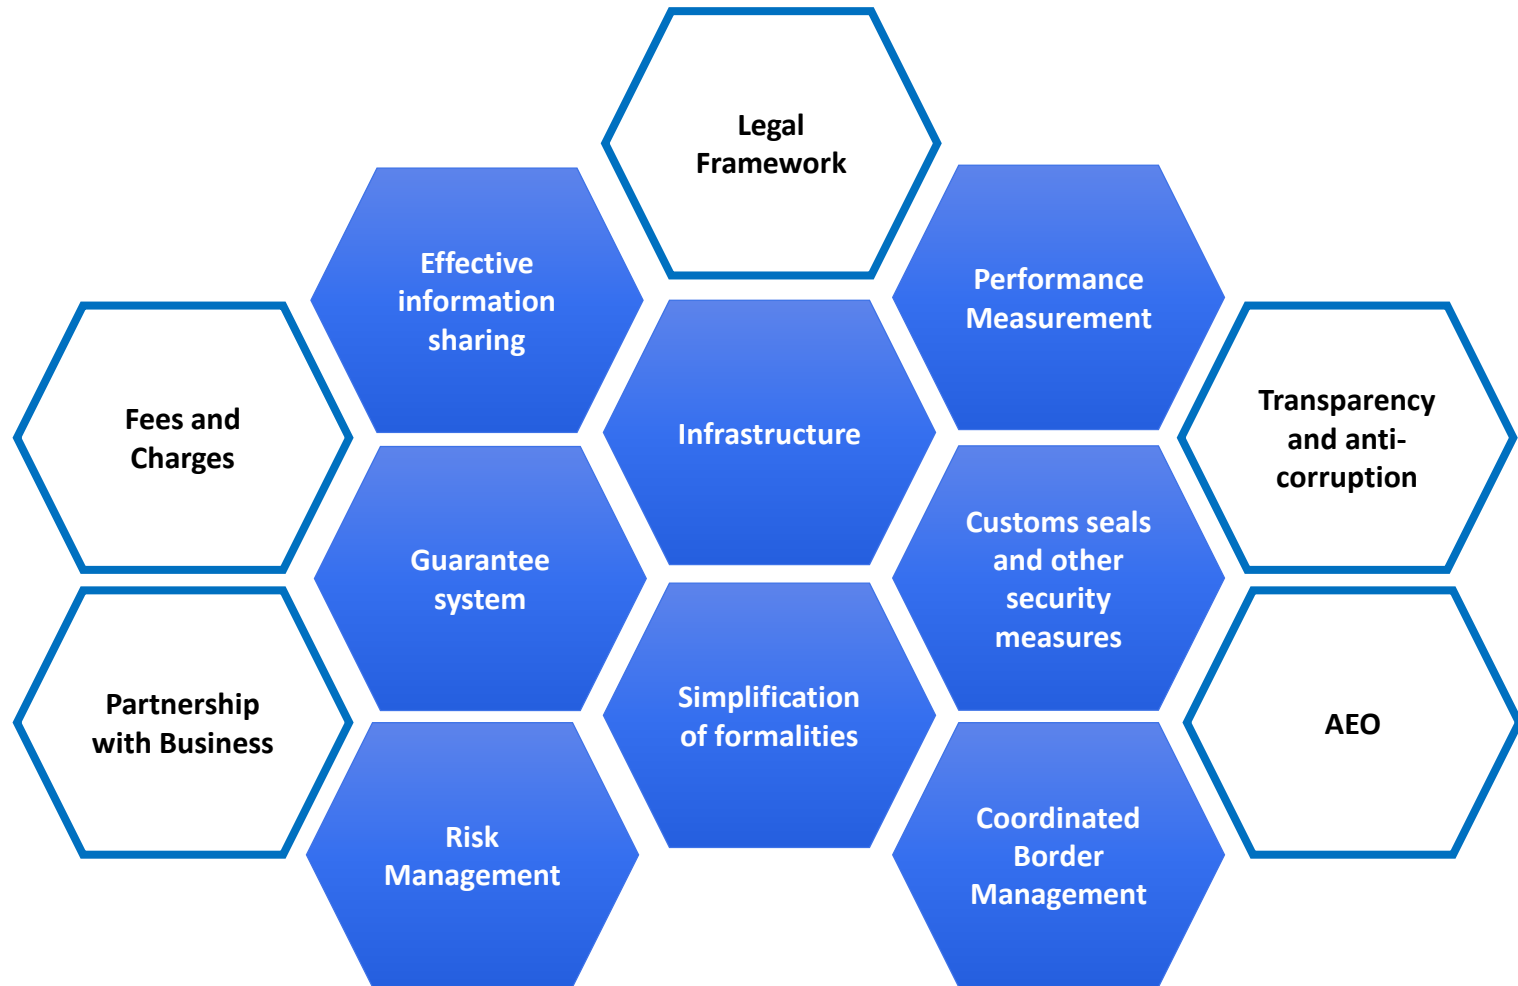 Legal
Framework
Effective
information
sharing
Performance
Measurement
Fees and
Charges
Infrastructure
Transparency
and anti-
corruption
Guarantee
system
Customs seals
and other
security
measures
Partnership
with Business
Simplification
of formalities
AEO
Risk
Management
Coordinated
Border
Management